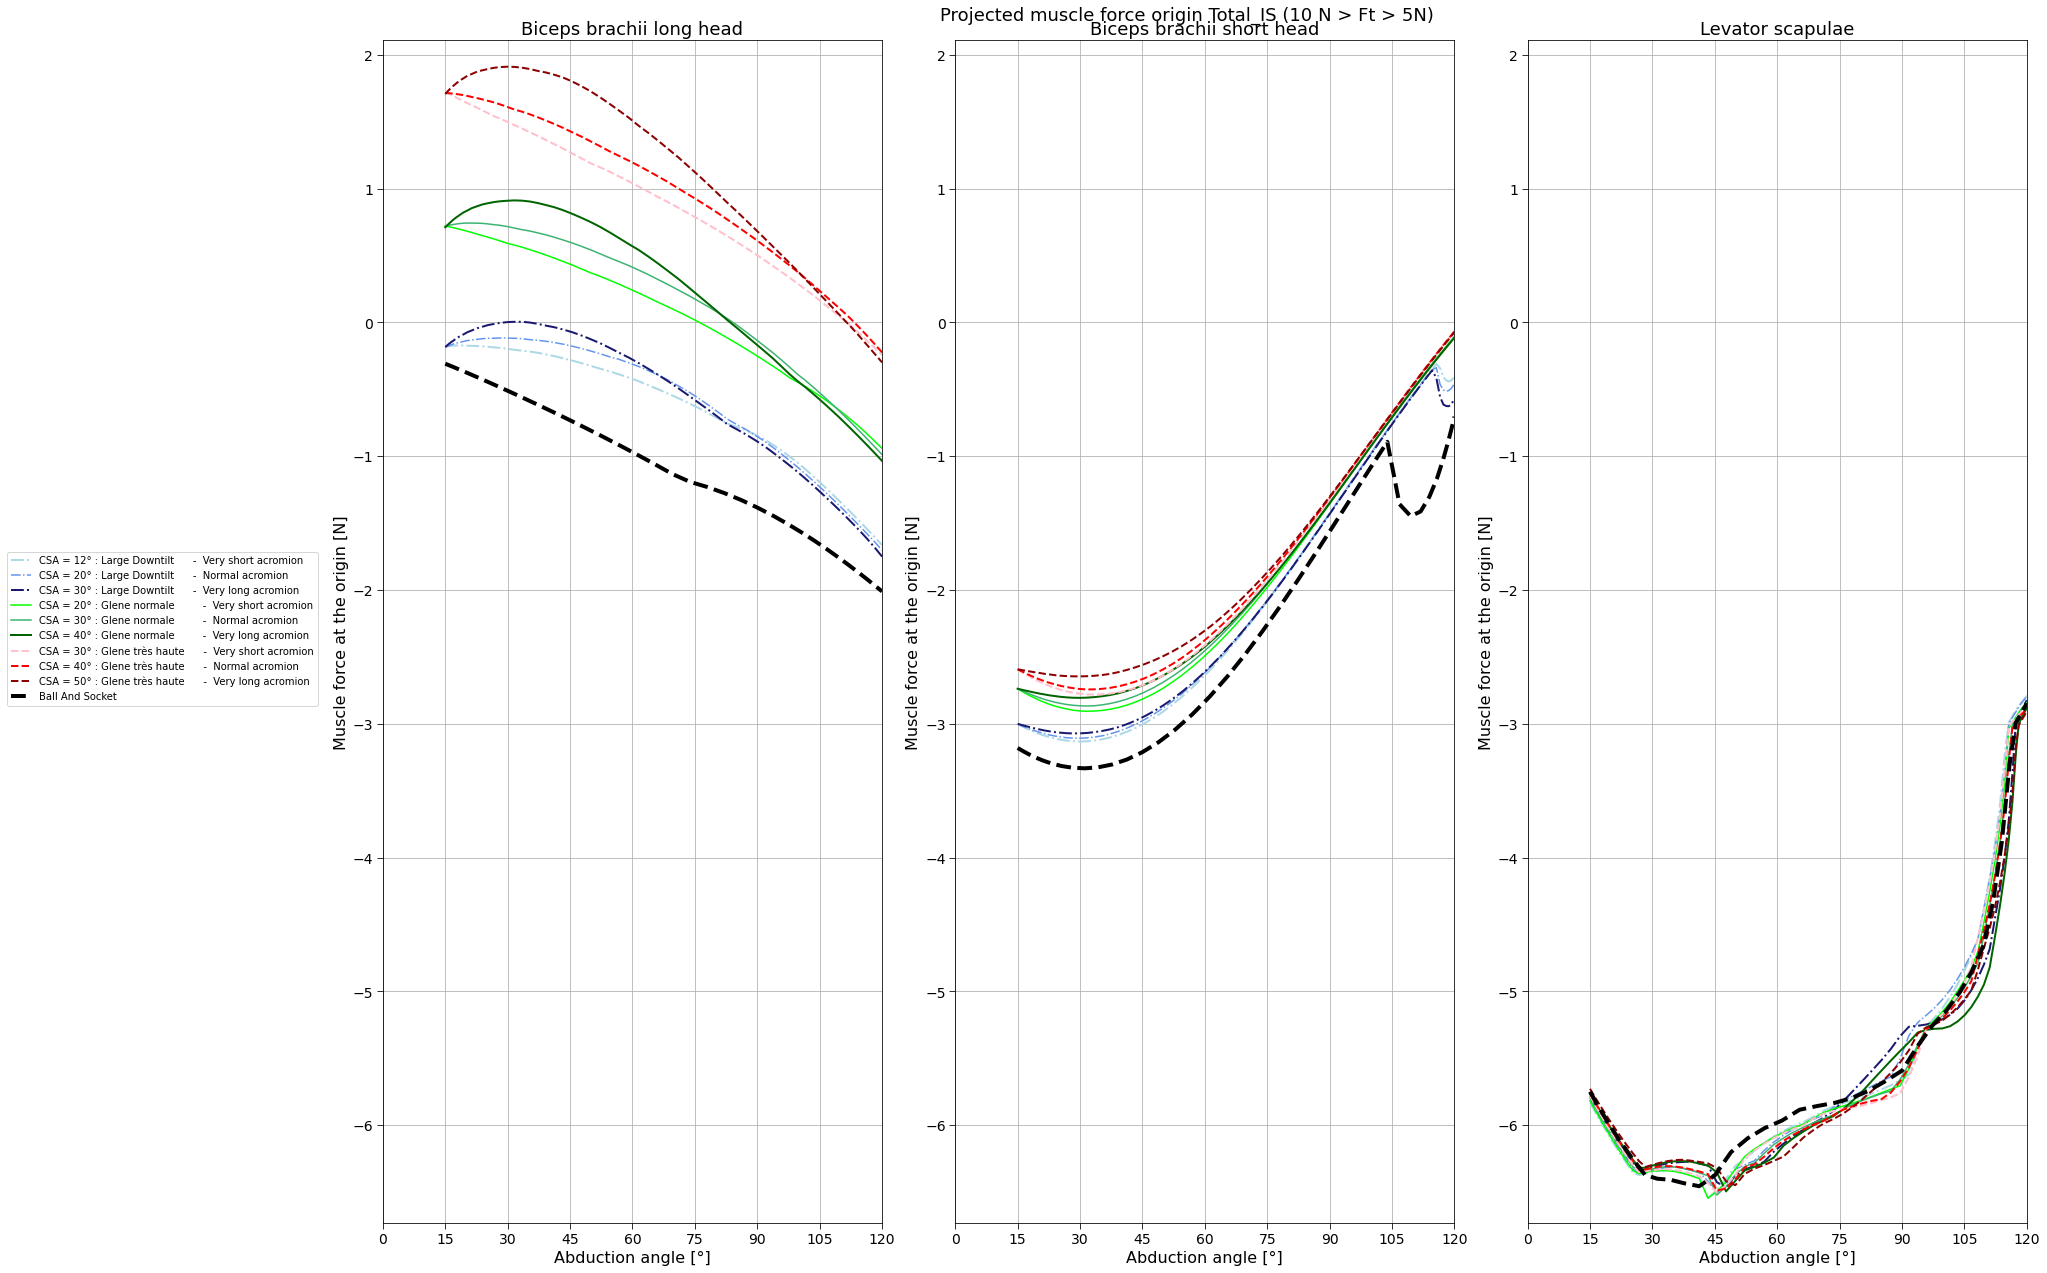 Projected muscle force origin Total_IS (10 N > Ft > 5N)
Biceps brachii long head
Biceps brachii short head
Levator scapulae
2
1
0
−1
−2
−3
−4
−5
−6
Muscle force at the origin [N]
0
15
30
45
60
75
90
105
120
Abduction angle [°]
2
1
0
−1
−2
−3
−4
−5
−6
Muscle force at the origin [N]
0
15
30
45
60
75
90
105
120
Abduction angle [°]
2
1
0
−1
−2
−3
−4
−5
−6
Muscle force at the origin [N]
0
15
30
45
60
75
90
105
120
Abduction angle [°]
CSA = 12° : Large Downtilt - Very short acromion
CSA = 20° : Large Downtilt - Normal acromion
CSA = 30° : Large Downtilt - Very long acromion
CSA = 20° : Glene normale - Very short acromion
CSA = 30° : Glene normale - Normal acromion
CSA = 40° : Glene normale - Very long acromion
CSA = 30° : Glene très haute - Very short acromion
CSA = 40° : Glene très haute - Normal acromion
CSA = 50° : Glene très haute - Very long acromion
Ball And Socket